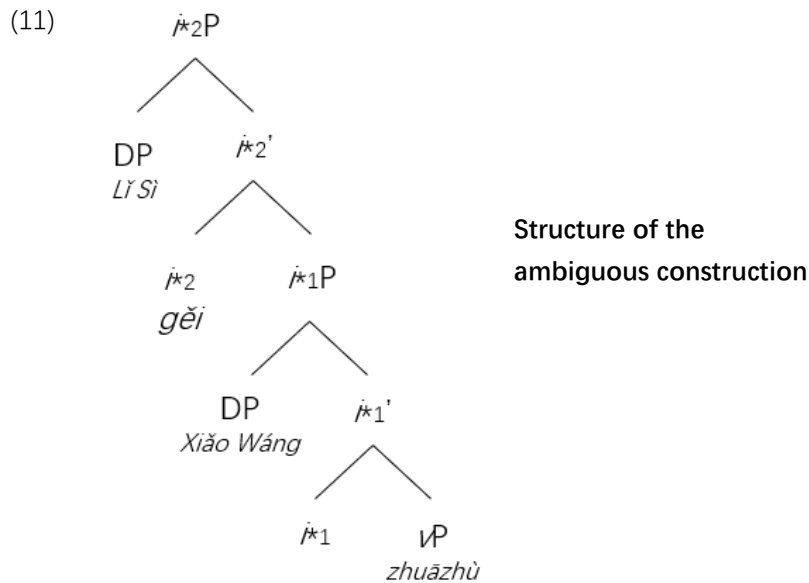 (11)
i*2P
DP i*2’
Lǐ Sì
i*2 i*1P
gěi
DP i*1’
Xiǎo Wáng
i*1 vP
zhuāzhù
Structure of the
ambiguous construction